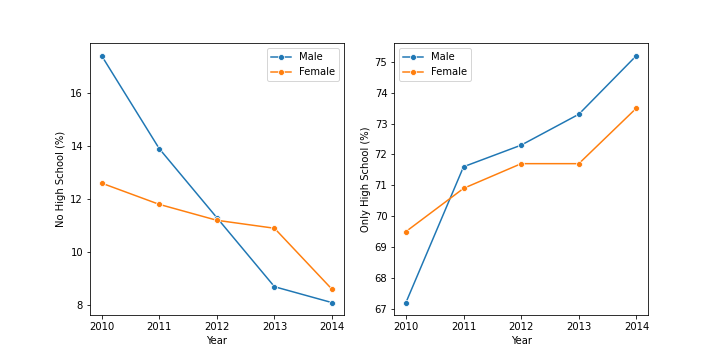 Male
Female
16
14
12
10
8
No High School (%)
2010 2011 2012 2013 2014
Year
Male
Female
75
74
73
72
71
70
69
68
67
Only High School (%)
2010 2011 2012 2013 2014
Year